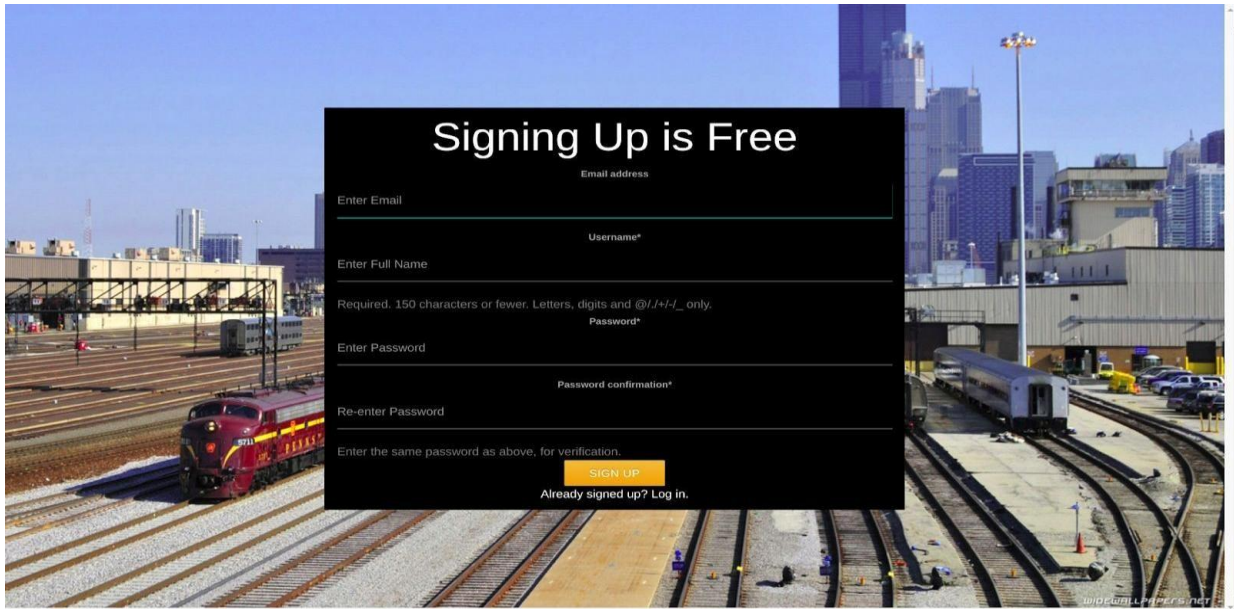 Signing Up is Free
Email address
Enter Email
Username*
Enter Full Name
Required. 150 characters or fewer. Letters, digits and @/./+/-/_ only.
Password*
Enter Password
Password confirmation*
Re-enter Password
Enter the same password as above, for verification.
SIGN UP
Already signed up? Log in.
5711
WIDEWALLPAPERS.NET